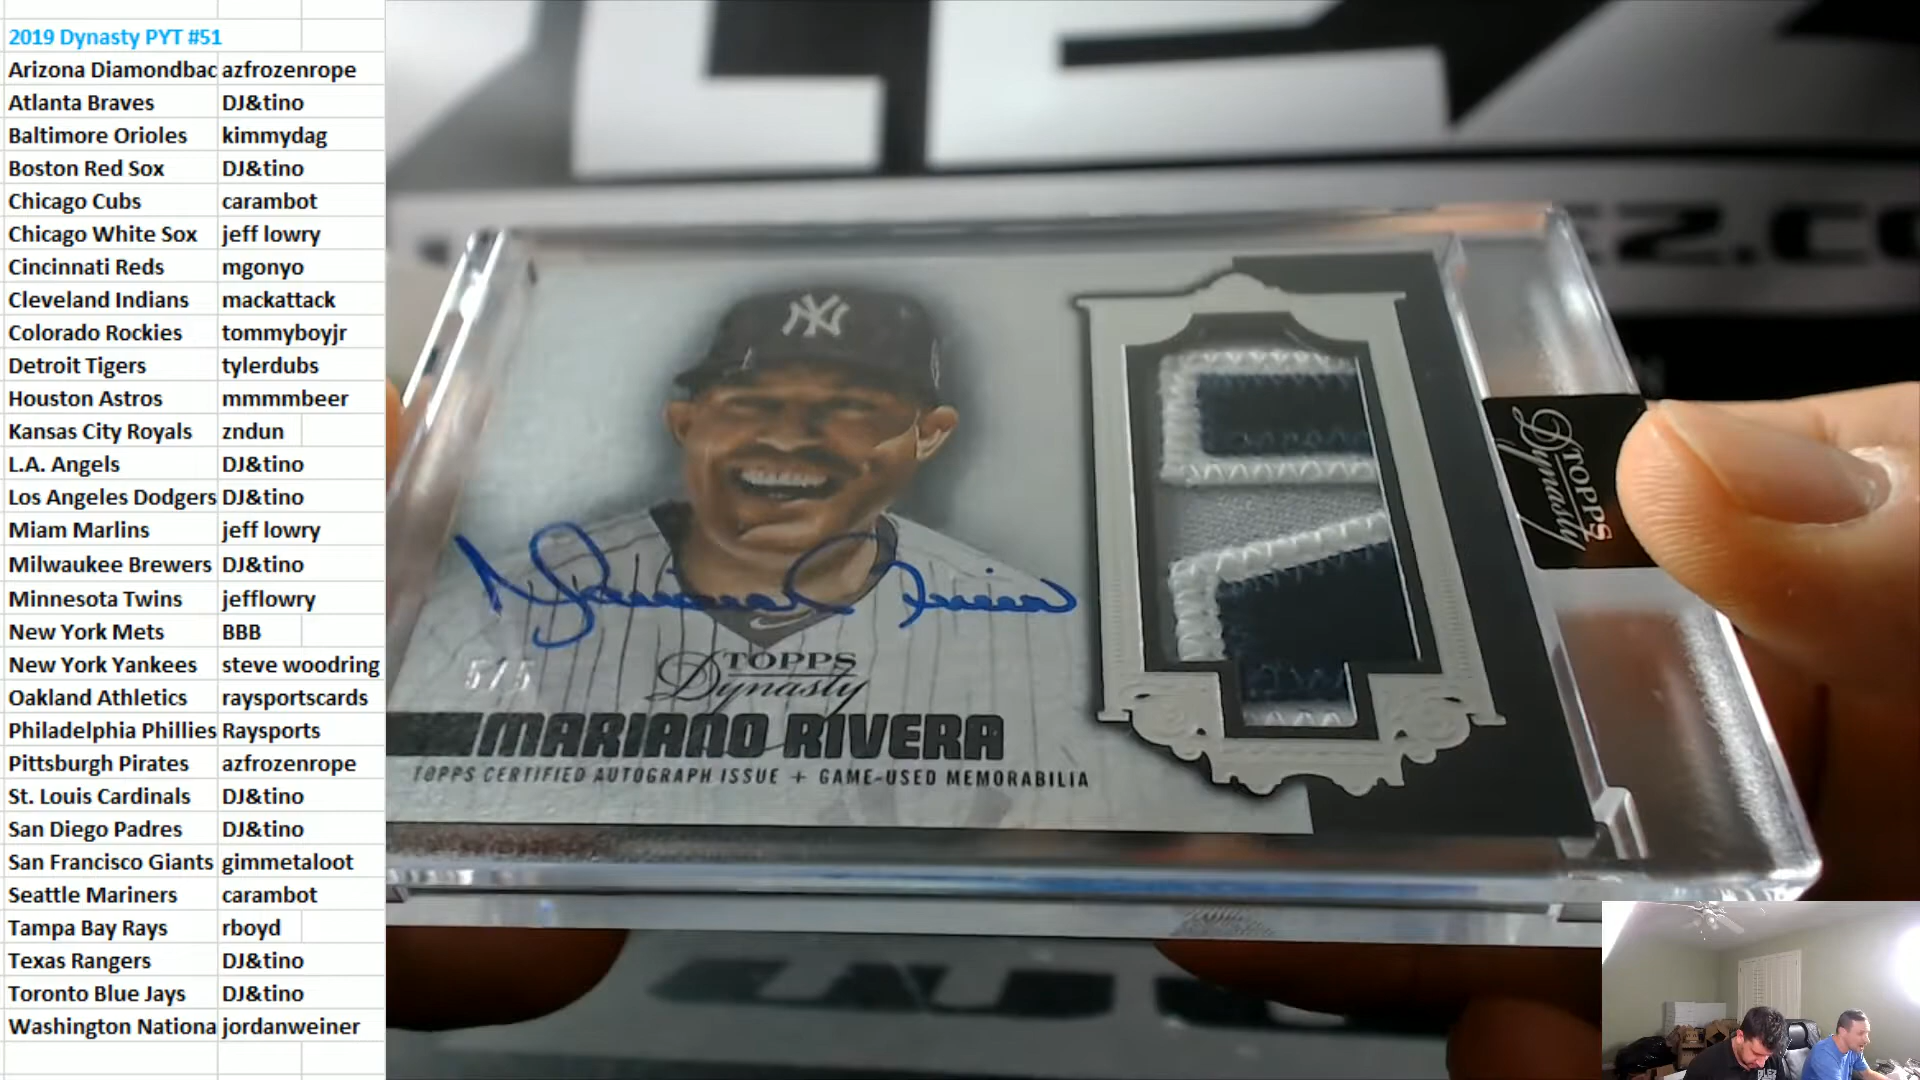 2019 Dynasty PYT #51
Arizona Diamondbac azfrozenrope
Atlanta Braves DJ&tino
Baltimore Orioles kimmydag
Boston Red Sox DJ&tino
Chicago Cubs carambot
Chicago White Sox jeff lowry
Cincinnati Reds mgonyo
Cleveland Indians mackattack
Colorado Rockies tommyboyjr
Detroit Tigers tylerdubs
Houston Astros mmmmbeer
Kansas City Royals zndun
L.A. Angels DJ&tino
Los Angeles Dodgers DJ&tino
Miam Marlins jeff lowry
Milwaukee Brewers DJ&tino
Minnesota Twins jefflowry
New York Mets BBB
New York Yankees steve woodring
Oakland Athletics raysportscards
Philadelphia Phillies Raysports
Pittsburgh Pirates azfrozenrope
St. Louis Cardinals DJ&tino
San Diego Padres DJ&tino
San Francisco Giants gimmetaloot
Seattle Mariners carambot
Tampa Bay Rays rboyd
Texas Rangers DJ&tino
Toronto Blue Jays DJ&tino
Washington Nationa jordanweiner
NY
Mariano Rivera
5/5
TOPPS
Dynasty
MARIANO RIVERA
TOPPS CERTIFIED AUTOGRAPH ISSUE + GAME-USED MEMORABILIA
TOPPS
Dynasty